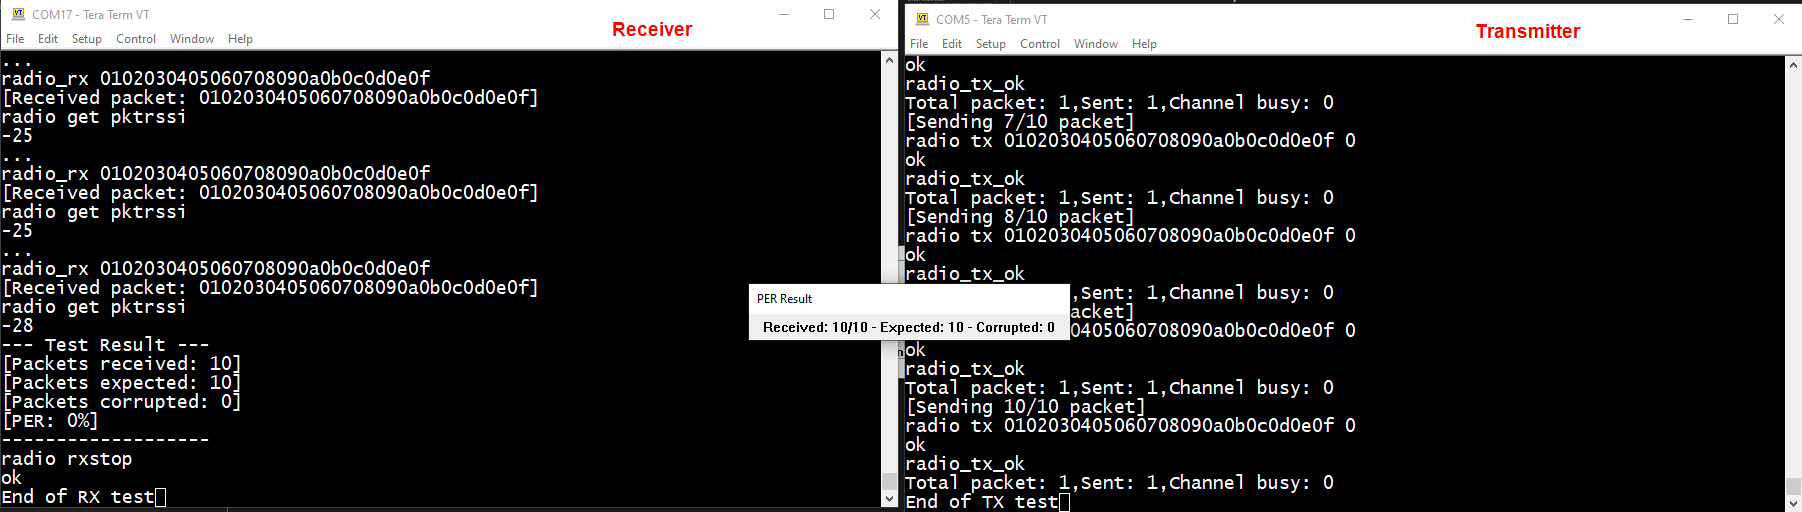 COM17 - Tera Term VT
Receiver
File Edit Setup Control Window Help
...
radio_rx 0102030405060708090a0b0c0d0e0f
[Received packet: 0102030405060708090a0b0c0d0e0f]
radio get pktrssi
-25
...
radio_rx 0102030405060708090a0b0c0d0e0f
[Received packet: 0102030405060708090a0b0c0d0e0f]
radio get pktrssi
-25
...
radio_rx 0102030405060708090a0b0c0d0e0f
[Received packet: 0102030405060708090a0b0c0d0e0f]
radio get pktrssi
-28
--- Test Result ---
[Packets received: 10]
[Packets expected: 10]
[Packets corrupted: 0]
[PER: 0%]
-------------------
radio rxstop
ok
End of RX test
PER Result
Received: 10/10 - Expected: 10 - Corrupted: 0
COM5 - Tera Term VT
Transmitter
File Edit Setup Control Window Help
ok
radio_tx_ok
Total packet: 1,Sent: 1,Channel busy: 0
[Sending 7/10 packet]
radio tx 0102030405060708090a0b0c0d0e0f 0
ok
radio_tx_ok
Total packet: 1,Sent: 1,Channel busy: 0
[Sending 8/10 packet]
radio tx 0102030405060708090a0b0c0d0e0f 0
ok
radio_tx_ok
,Sent: 1,Channel busy: 0
acket]
0405060708090a0b0c0d0e0f 0
ok
radio_tx_ok
Total packet: 1,Sent: 1,Channel busy: 0
[Sending 10/10 packet]
radio tx 0102030405060708090a0b0c0d0e0f 0
ok
radio_tx_ok
Total packet: 1,Sent: 1,Channel busy: 0
End of TX test